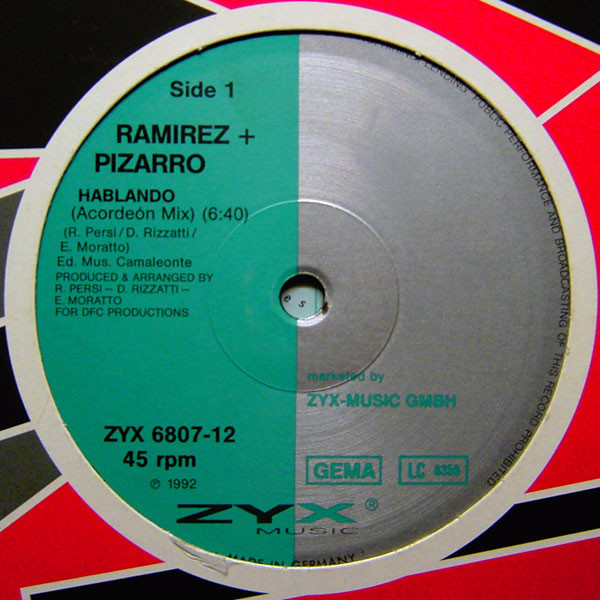 Side 1
RAMIREZ +
PIZARRO
HABLANDO
(Acordeón Mix) (6:40)
(R. Persi/D. Rizzatti/
E. Moratto)
Ed. Mus. Camaleonte
PRODUCED & ARRANGED BY
R. PERSI – D. RIZZATTI –
E. MORATTO
FOR DFC PRODUCTIONS
es
marketed by
ZYX-MUSIC GMBH
ZYX 6807-12
45 rpm
GEMA
LC 6350
℗ 1992
ZYX®
MUSIC
MADE IN GERMANY
LENDING, PUBLIC PERFORMANCE AND BROADCASTING OF THIS RECORD PROHIBITED